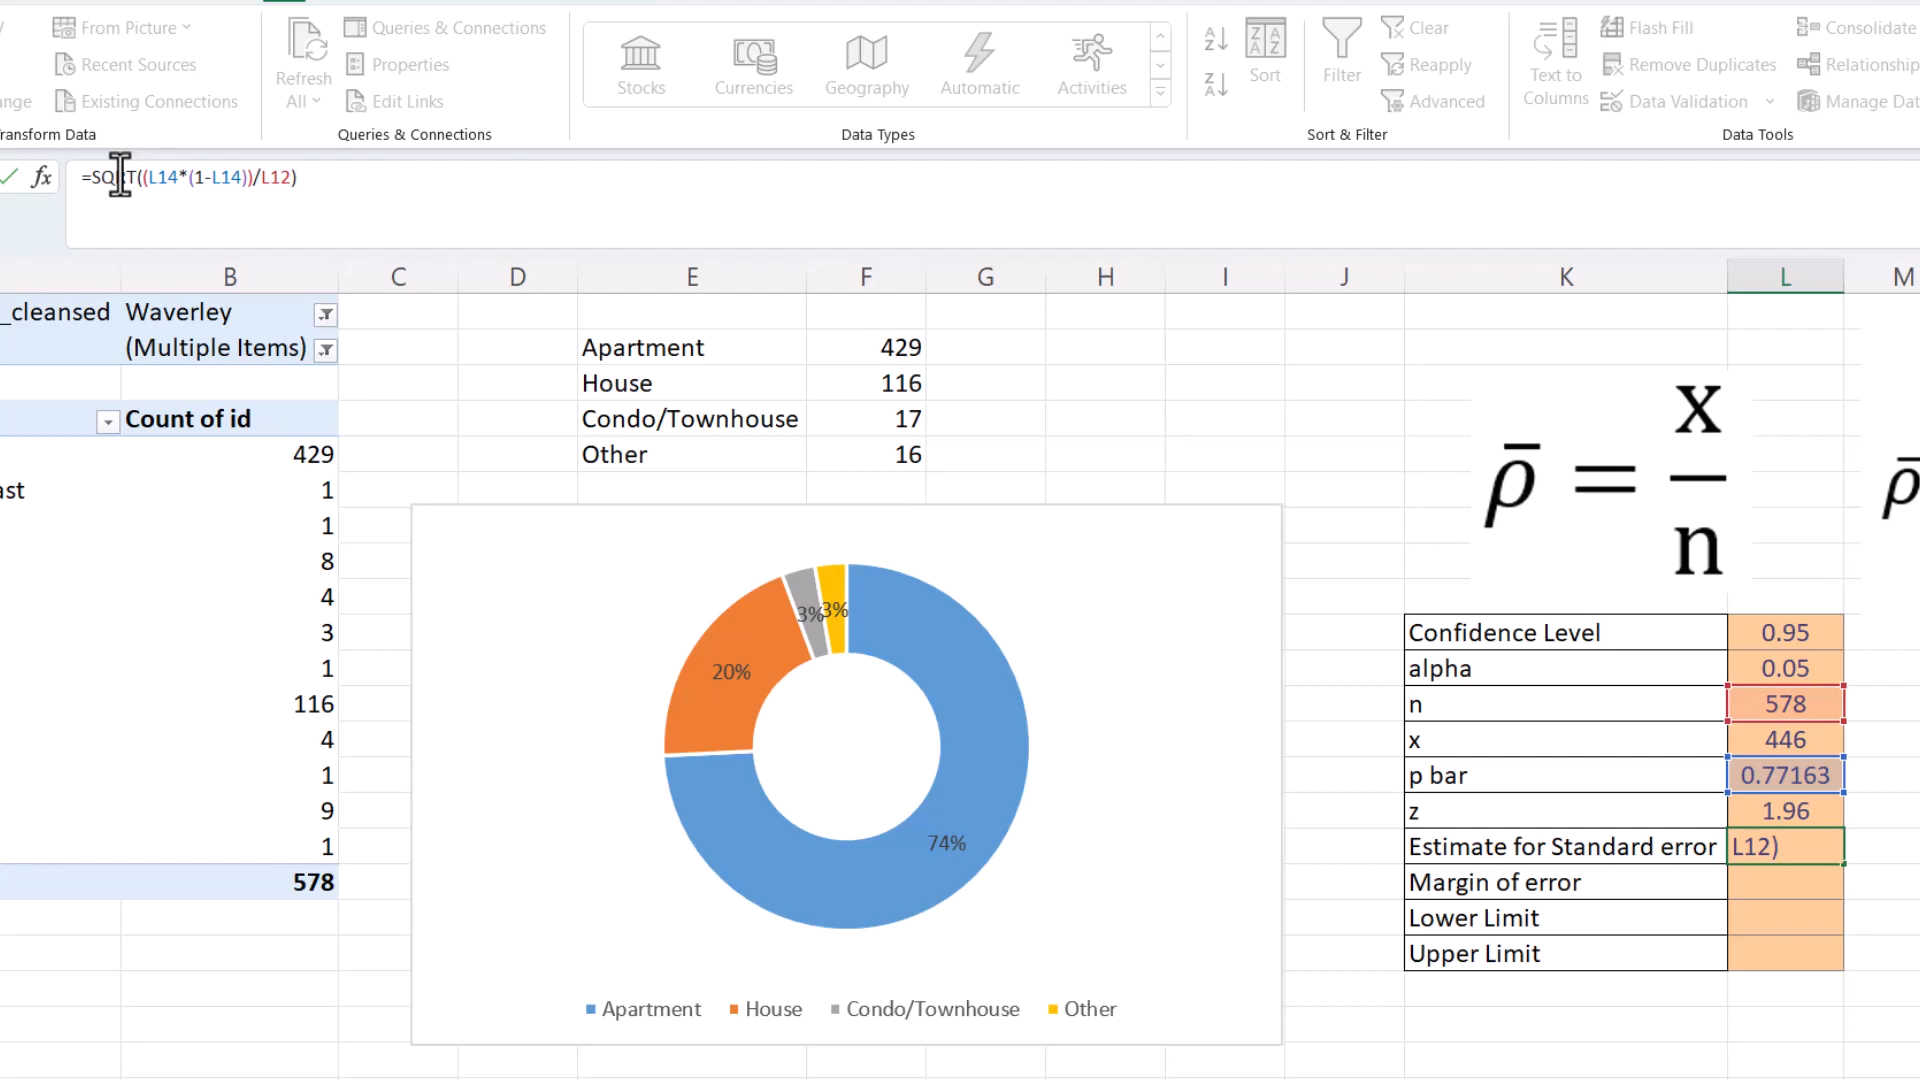 From Picture
Recent Sources
Existing Connections
Transform Data
Refresh
All
Queries & Connections
Properties
Edit Links
Queries & Connections
Stocks
Currencies
Geography
Automatic
Activities
Data Types
Sort
Filter
Clear
Reapply
Advanced
Sort & Filter
Text to
Columns
Flash Fill
Remove Duplicates
Data Validation
Consolidate
Relationship
Manage Dat
Data Tools
fx =SQRT((L14*(1-L14))/L12)
B C D E F G H I J K L M
_cleansed Waverley
(Multiple Items)
Count of id
429
ast 1
1
8
4
3
1
116
4
1
9
1
578
Apartment 429
House 116
Condo/Townhouse 17
Other 16
3% 3%
20%
74%
Apartment House Condo/Townhouse Other
ρ̄ = x/n
ρ̄
Confidence Level 0.95
alpha 0.05
n 578
x 446
p bar 0.77163
z 1.96
Estimate for Standard error L12)
Margin of error
Lower Limit
Upper Limit